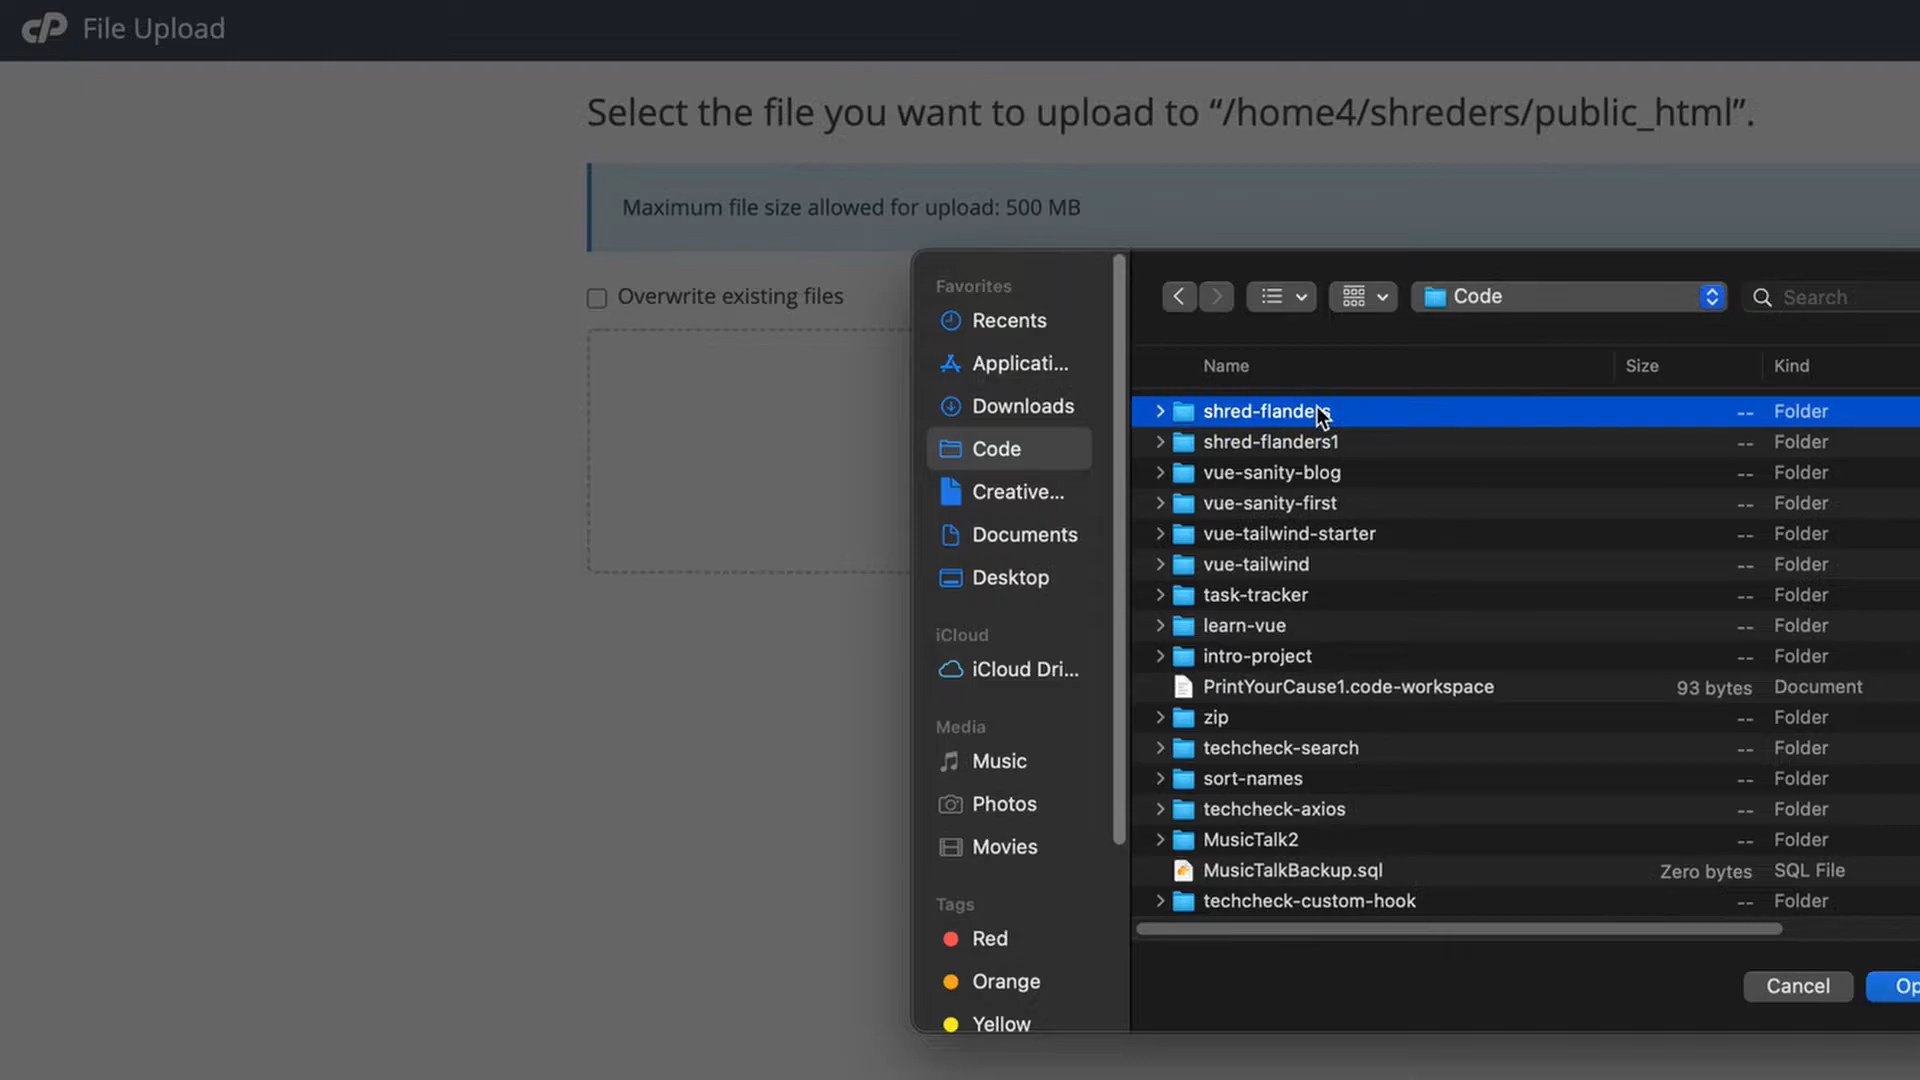 cP File Upload
Select the file you want to upload to “/home4/shreders/public_html”.
Maximum file size allowed for upload: 500 MB
Overwrite existing files
Favorites
Recents
Applicati...
Downloads
Code
Creative...
Documents
Desktop
iCloud
iCloud Dri...
Media
Music
Photos
Movies
Tags
Red
Orange
Yellow
Code
Search
Name Size Kind
shred-flanders -- Folder
shred-flanders1 -- Folder
vue-sanity-blog -- Folder
vue-sanity-first -- Folder
vue-tailwind-starter -- Folder
vue-tailwind -- Folder
task-tracker -- Folder
learn-vue -- Folder
intro-project -- Folder
PrintYourCause1.code-workspace 93 bytes Document
zip -- Folder
techcheck-search -- Folder
sort-names -- Folder
techcheck-axios -- Folder
MusicTalk2 -- Folder
MusicTalkBackup.sql Zero bytes SQL File
techcheck-custom-hook -- Folder
Cancel Op